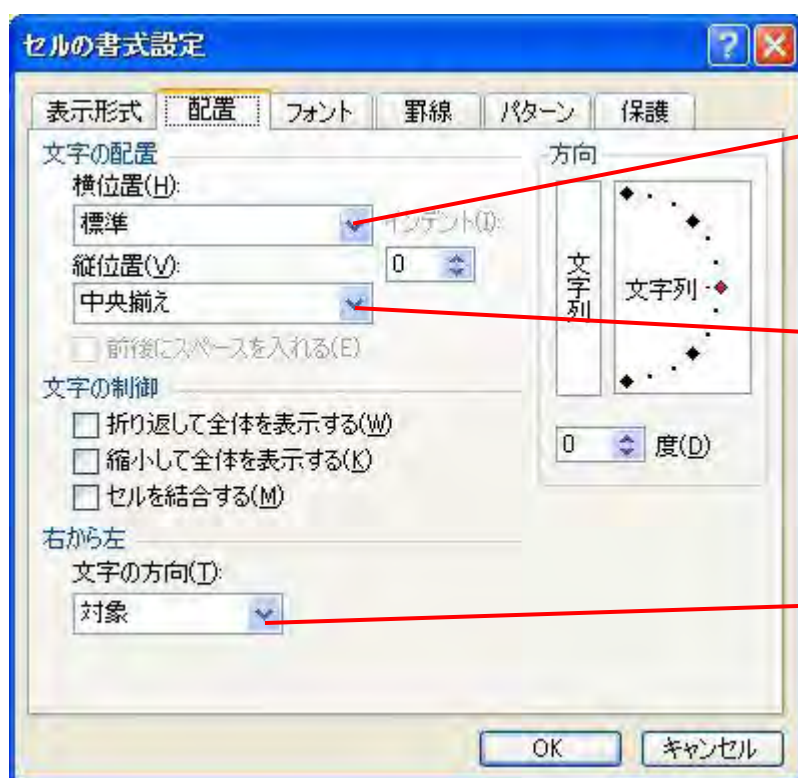 セルの書式設定
表示形式 配置 フォント 罫線 パターン 保護
文字の配置
横位置(H):
標準
インデント(I):
縦位置(V):
0
中央揃え
前後にスペースを入れる(E)
文字の制御
折り返して全体を表示する(W)
縮小して全体を表示する(K)
セルを結合する(M)
右から左
文字の方向(T):
対象
方向
文字列
文字列
0 度(D)
OK キャンセル